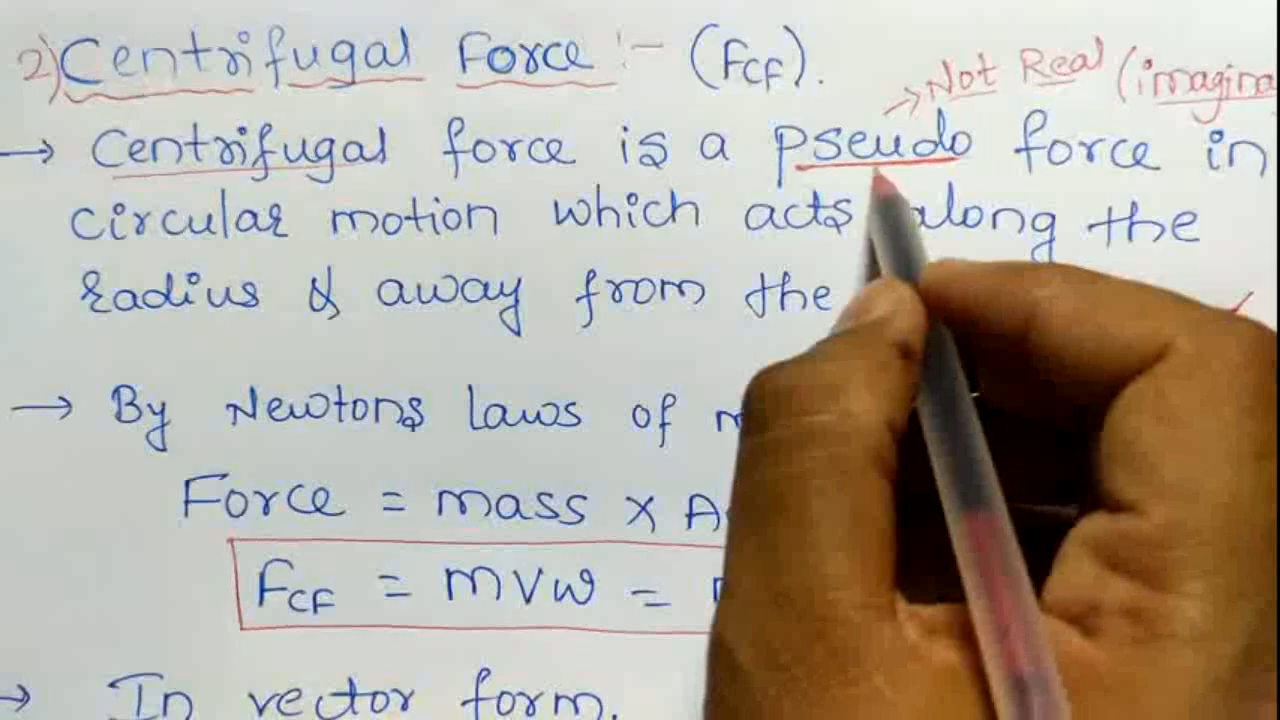 2) Centrifugal Force :- (FCF).
→ Not Real (imagina
→ Centrifugal force is a pseudo force in
circular motion which acts along the
radius & away from the
→ By Newtons laws of m
Force = mass × A
FCF = mvw =
→ In vector form.